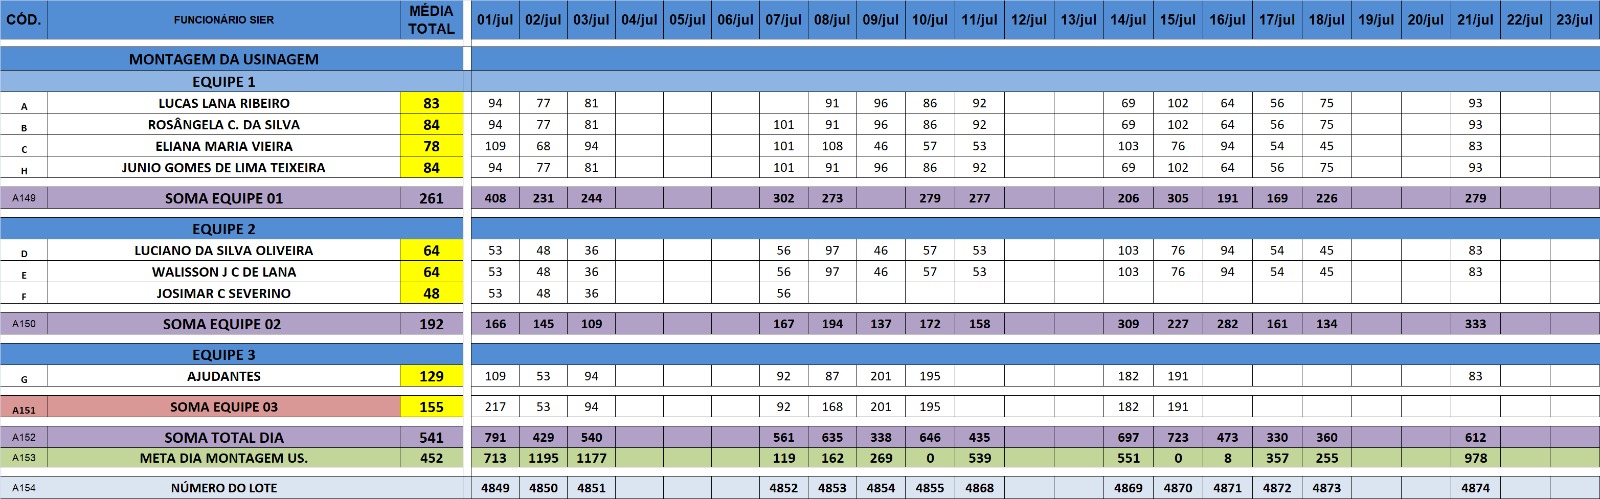 CÓD. FUNCIONÁRIO SIER MÉDIA TOTAL 01/jul 02/jul 03/jul 04/jul 05/jul 06/jul 07/jul 08/jul 09/jul 10/jul 11/jul 12/jul 13/jul 14/jul 15/jul 16/jul 17/jul 18/jul 19/jul 20/jul 21/jul 22/jul 23/jul
MONTAGEM DA USINAGEM
EQUIPE 1
A LUCAS LANA RIBEIRO 83 94 77 81 91 96 86 92 69 102 64 56 75 93
B ROSÂNGELA C. DA SILVA 84 94 77 81 101 91 96 86 92 69 102 64 56 75 93
C ELIANA MARIA VIEIRA 78 109 68 94 101 108 46 57 53 103 76 94 54 45 83
H JUNIO GOMES DE LIMA TEIXEIRA 84 94 77 81 101 91 96 86 92 69 102 64 56 75 93
A149 SOMA EQUIPE 01 261 408 231 244 302 273 279 277 206 305 191 169 226 279
EQUIPE 2
D LUCIANO DA SILVA OLIVEIRA 64 53 48 36 56 97 46 57 53 103 76 94 54 45 83
E WALISSON J C DE LANA 64 53 48 36 56 97 46 57 53 103 76 94 54 45 83
F JOSIMAR C SEVERINO 48 53 48 36 56
A150 SOMA EQUIPE 02 192 166 145 109 167 194 137 172 158 309 227 282 161 134 333
EQUIPE 3
G AJUDANTES 129 109 53 94 92 87 201 195 182 191 83
A151 SOMA EQUIPE 03 155 217 53 94 92 168 201 195 182 191
A152 SOMA TOTAL DIA 541 791 429 540 561 635 338 646 435 697 723 473 330 360 612
A153 META DIA MONTAGEM US. 452 713 1195 1177 119 162 269 0 539 551 0 8 357 255 978
A154 NÚMERO DO LOTE 4849 4850 4851 4852 4853 4854 4855 4868 4869 4870 4871 4872 4873 4874